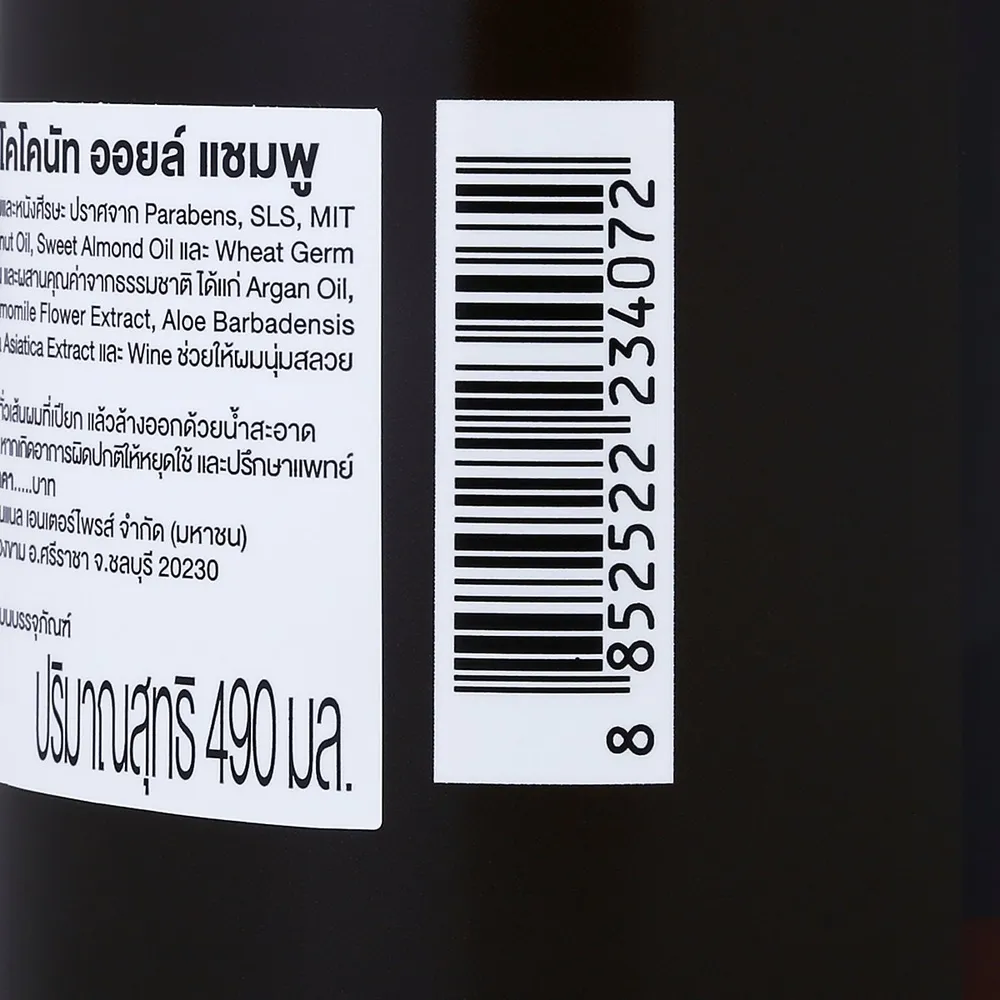 โคโคนัท ออยล์ แชมพู
และหนังศีรษะ ปราศจาก Parabens, SLS, MIT
nut Oil, Sweet Almond Oil และ Wheat Germ
และผสานคุณค่าจากธรรมชาติ ได้แก่ Argan Oil,
momile Flower Extract, Aloe Barbadensis
Asiatica Extract และ Wine ช่วยให้ผมนุ่มสลวย
ทั่วเส้นผมที่เปียก แล้วล้างออกด้วยน้ำสะอาด
หากเกิดอาการผิดปกติให้หยุดใช้ และปรึกษาแพทย์
.....บาท
เอนเตอร์ไพรส์ จำกัด (มหาชน)
อ.ศรีราชา จ.ชลบุรี 20230
บนบรรจุภัณฑ์
ปริมาณสุทธิ 490 มล.
8 852522 234072